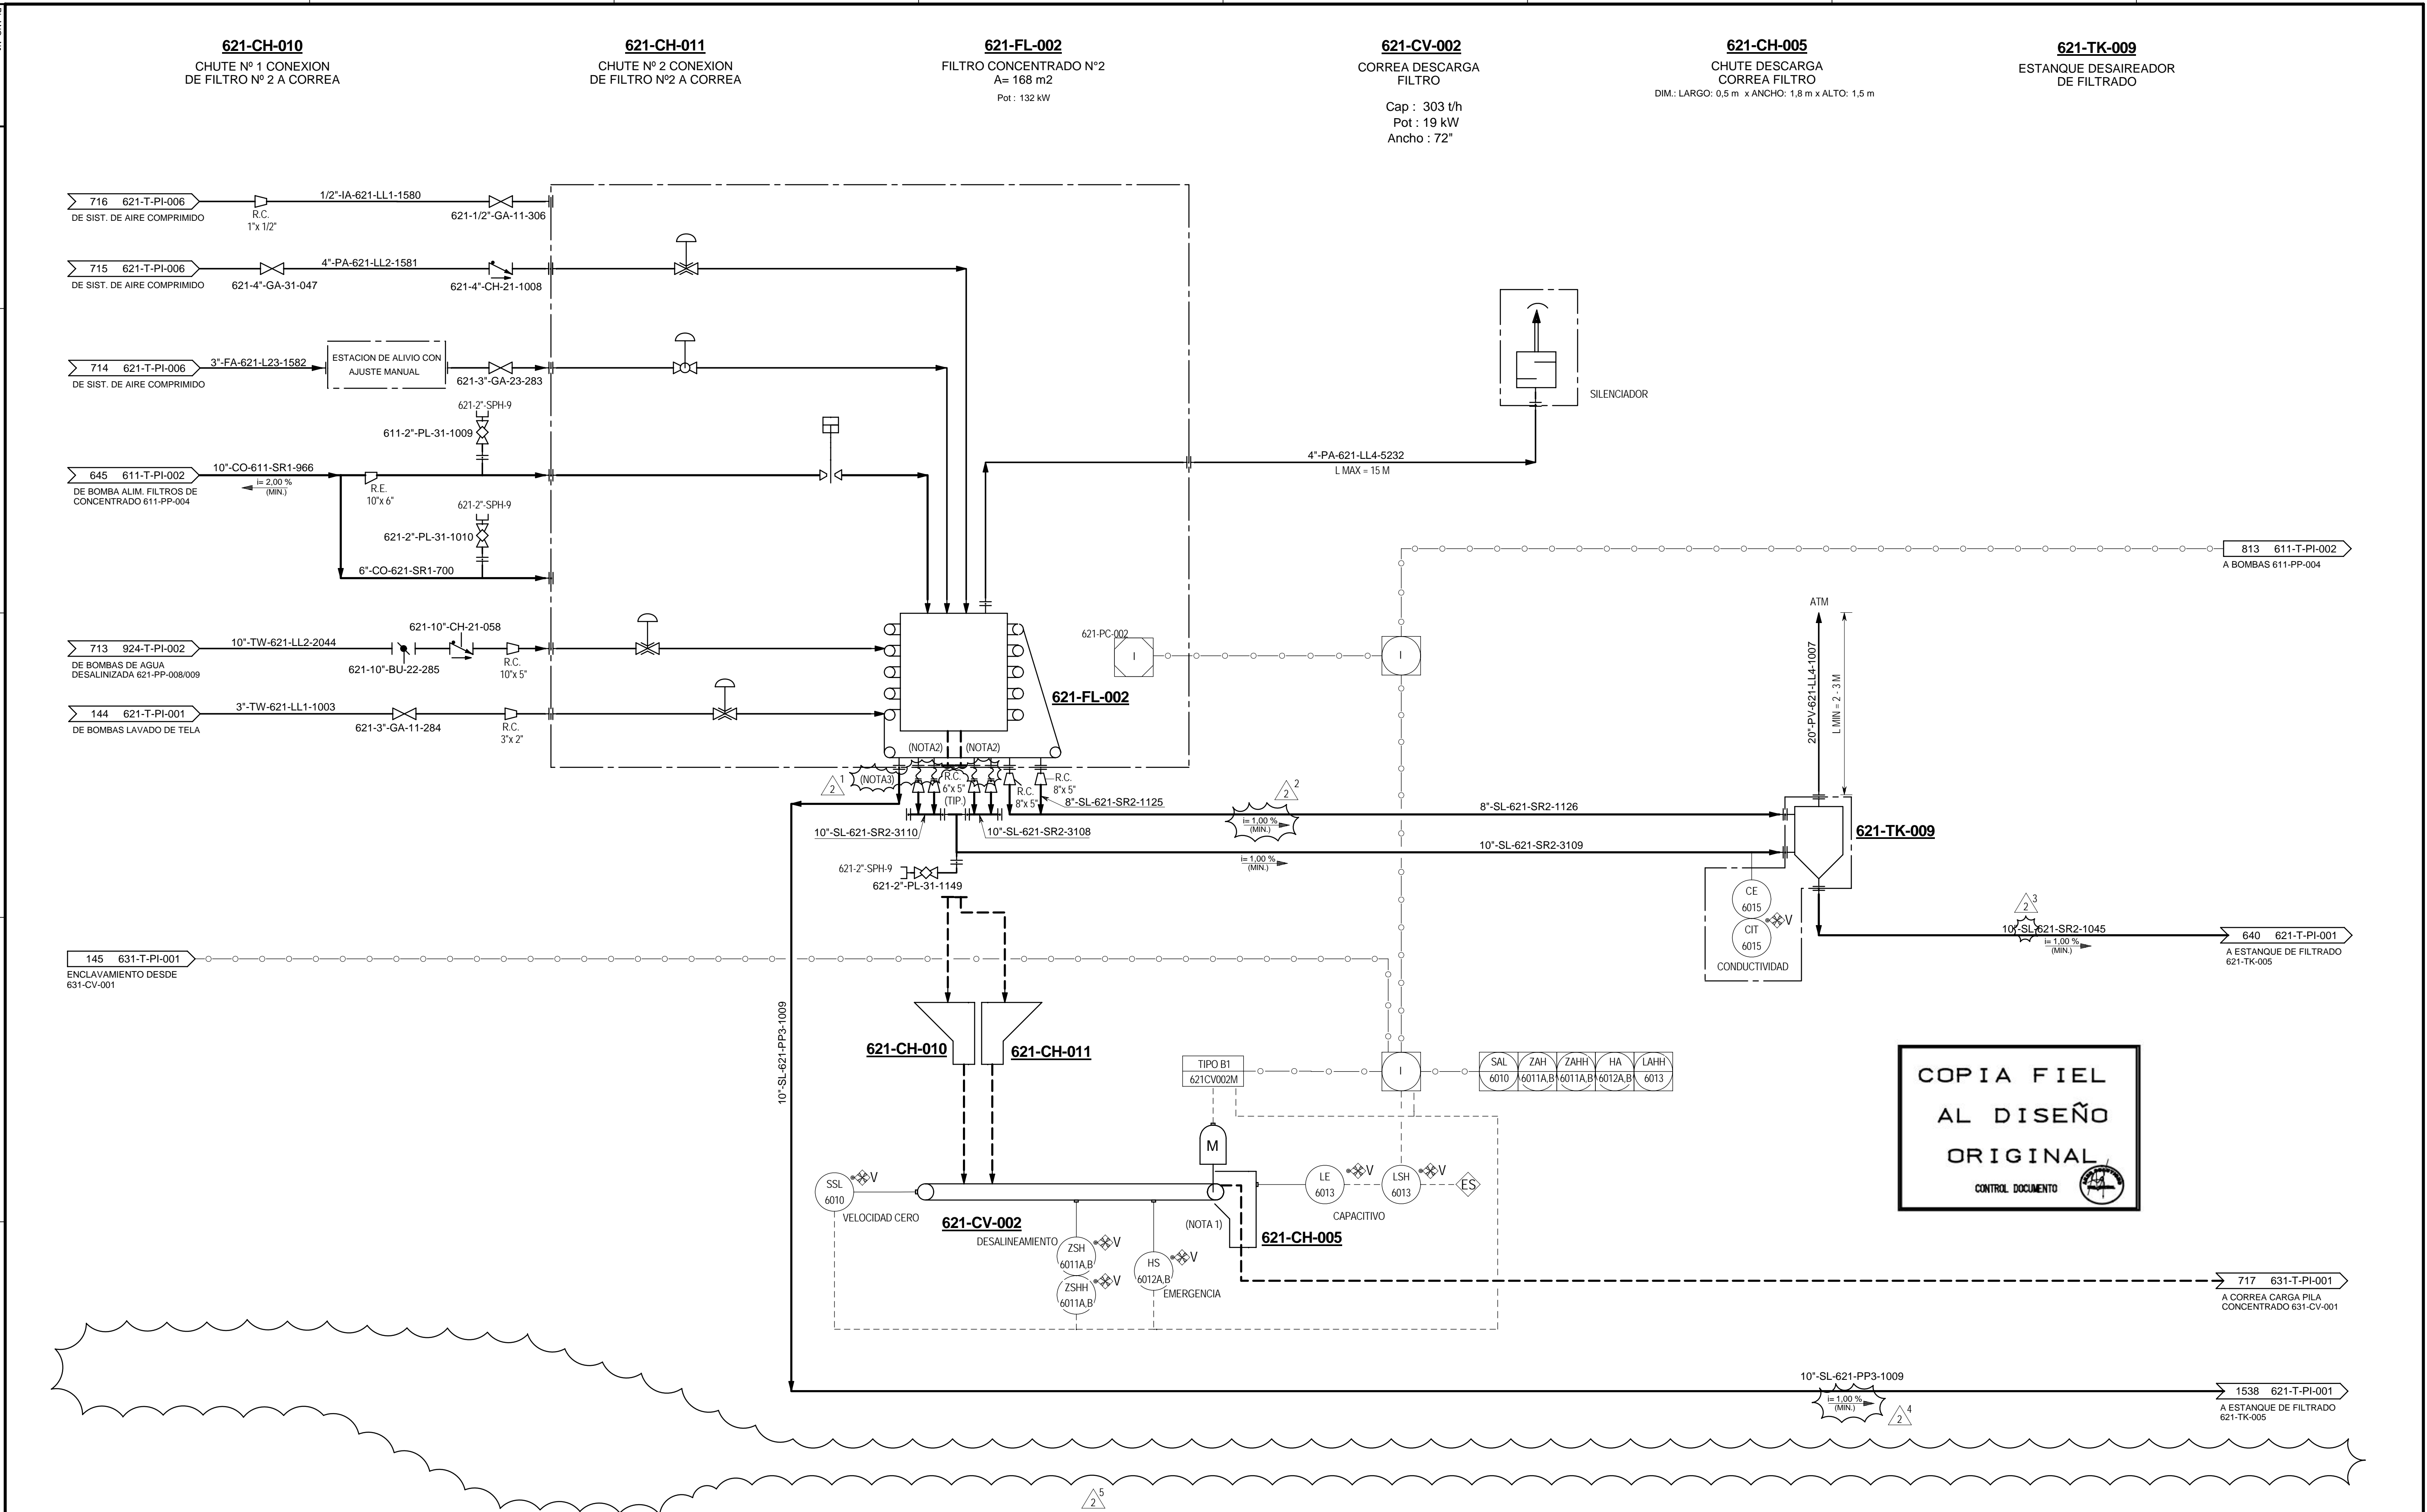 621-CH-010
CHUTE Nº 1 CONEXION
DE FILTRO Nº 2 A CORREA
621-CH-011
CHUTE Nº 2 CONEXION
DE FILTRO Nº2 A CORREA
621-FL-002
FILTRO CONCENTRADO N°2
A= 168 m2
Pot : 132 kW
621-CV-002
CORREA DESCARGA
FILTRO
Cap : 303 t/h
Pot : 19 kW
Ancho : 72"
621-CH-005
CHUTE DESCARGA
CORREA FILTRO
DIM.: LARGO: 0,5 m x ANCHO: 1,8 m x ALTO: 1,5 m
621-TK-009
ESTANQUE DESAIREADOR
DE FILTRADO
716 621-T-PI-006
DE SIST. DE AIRE COMPRIMIDO
R.C.
1"x 1/2"
1/2"-IA-621-LL1-1580
621-1/2"-GA-11-306
715 621-T-PI-006
DE SIST. DE AIRE COMPRIMIDO
621-4"-GA-31-047
4"-PA-621-LL2-1581
621-4"-CH-21-1008
714 621-T-PI-006
DE SIST. DE AIRE COMPRIMIDO
3"-FA-621-L23-1582
ESTACION DE ALIVIO CON
AJUSTE MANUAL
621-3"-GA-23-283
SILENCIADOR
621-2"-SPH-9
611-2"-PL-31-1009
645 611-T-PI-002
DE BOMBA ALIM. FILTROS DE
CONCENTRADO 611-PP-004
10"-CO-611-SR1-966
i= 2,00 %
(MIN.)
R.E.
10"x 6"
621-2"-SPH-9
621-2"-PL-31-1010
6"-CO-621-SR1-700
4"-PA-621-LL4-5232
L MAX = 15 M
813 611-T-PI-002
A BOMBAS 611-PP-004
713 924-T-PI-002
DE BOMBAS DE AGUA
DESALINIZADA 621-PP-008/009
10"-TW-621-LL2-2044
621-10"-BU-22-285
621-10"-CH-21-058
R.C.
10"x 5"
621-PC-002
I
I
ATM
20"-PV-621-LL4-1007
L MIN = 2 - 3 M
144 621-T-PI-001
DE BOMBAS LAVADO DE TELA
3"-TW-621-LL1-1003
621-3"-GA-11-284
R.C.
3"x 2"
621-FL-002
(NOTA2)
(NOTA2)
2
1
(NOTA3)
R.C.
6"x 5"
(TIP.)
R.C.
8"x 5"
R.C.
8"x 5"
8"-SL-621-SR2-1125
10"-SL-621-SR2-3110
10"-SL-621-SR2-3108
2
2
i= 1,00 %
(MIN.)
8"-SL-621-SR2-1126
i= 1,00 %
(MIN.)
10"-SL-621-SR2-3109
621-TK-009
621-2"-SPH-9
621-2"-PL-31-1149
CE
6015
V
CIT
6015
CONDUCTIVIDAD
2
3
10"-SL-621-SR2-1045
i= 1,00 %
(MIN.)
640 621-T-PI-001
A ESTANQUE DE FILTRADO
621-TK-005
145 631-T-PI-001
ENCLAVAMIENTO DESDE
631-CV-001
10"-SL-621-PP3-1009
621-CH-010
621-CH-011
TIPO B1
621CV002M
I
SAL
6010
ZAH
6011A,B
ZAHH
6011A,B
HA
6012A,B
LAHH
6013
COPIA FIEL
AL DISEÑO
ORIGINAL
CONTROL DOCUMENTO
M
SSL
6010
V
VELOCIDAD CERO
LE
6013
V
LSH
6013
V
ES
CAPACITIVO
621-CV-002
(NOTA 1)
621-CH-005
DESALINEAMIENTO
ZSH
6011A,B
V
ZSHH
6011A,B
V
HS
6012A,B
V
EMERGENCIA
717 631-T-PI-001
A CORREA CARGA PILA
CONCENTRADO 631-CV-001
10"-SL-621-PP3-1009
i= 1,00 %
(MIN.)
2
4
1538 621-T-PI-001
A ESTANQUE DE FILTRADO
621-TK-005
2
5